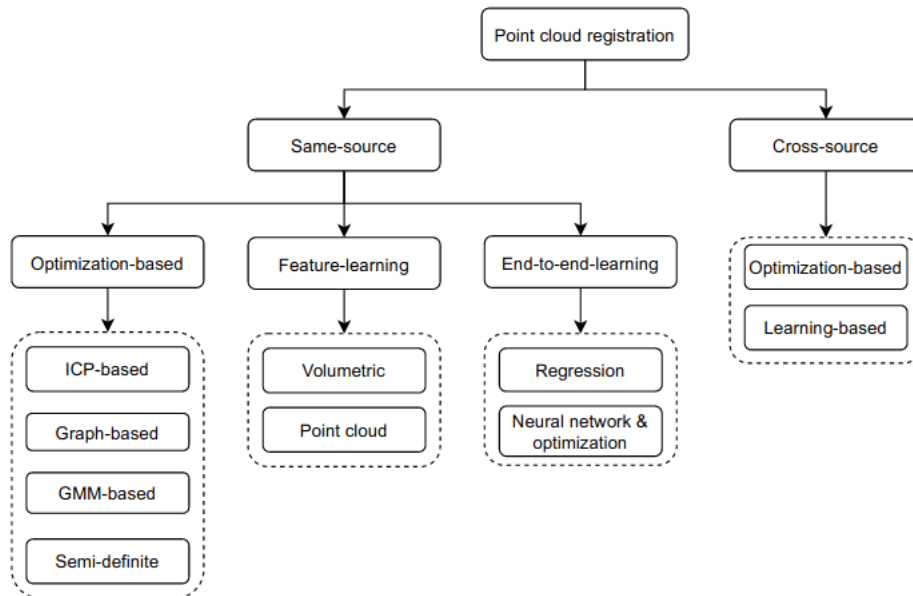 Point cloud registration
Same-source
Cross-source
Optimization-based
Feature-learning
End-to-end-learning
Optimization-based
Learning-based
ICP-based
Graph-based
GMM-based
Semi-definite
Volumetric
Point cloud
Regression
Neural network &
optimization